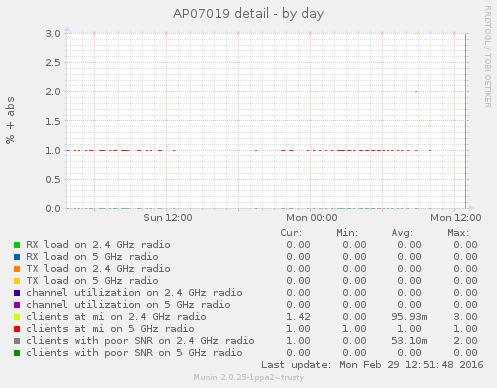 AP07019 detail - by day
RRDTOOL / TOBI OETIKER
% + abs
3.0
2.5
2.0
1.5
1.0
0.5
0.0
Sun 12:00 Mon 00:00 Mon 12:00
Cur: Min: Avg: Max:
RX load on 2.4 GHz radio 0.00 0.00 0.00 0.00
RX load on 5 GHz radio 0.00 0.00 0.00 0.00
TX load on 2.4 GHz radio 0.00 0.00 0.00 0.00
TX load on 5 GHz radio 0.00 0.00 0.00 0.00
channel utilization on 2.4 GHz radio 0.00 0.00 0.00 0.00
channel utilization on 5 GHz radio 0.00 0.00 0.00 0.00
clients at mi on 2.4 GHz radio 1.42 0.00 95.93m 3.00
clients at mi on 5 GHz radio 1.00 1.00 1.00 1.00
clients with poor SNR on 2.4 GHz radio 1.00 0.00 53.10m 2.00
clients with poor SNR on 5 GHz radio 0.00 0.00 0.00 0.00
Last update: Mon Feb 29 12:51:48 2016
Munin 2.0.25-1ppa2~trusty